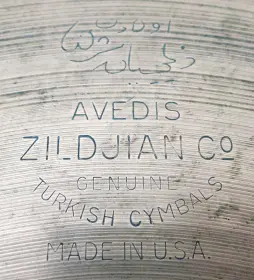 AVEDIS
ZILDJIAN Co
GENUINE
TURKISH CYMBALS
MADE IN U.S.A.